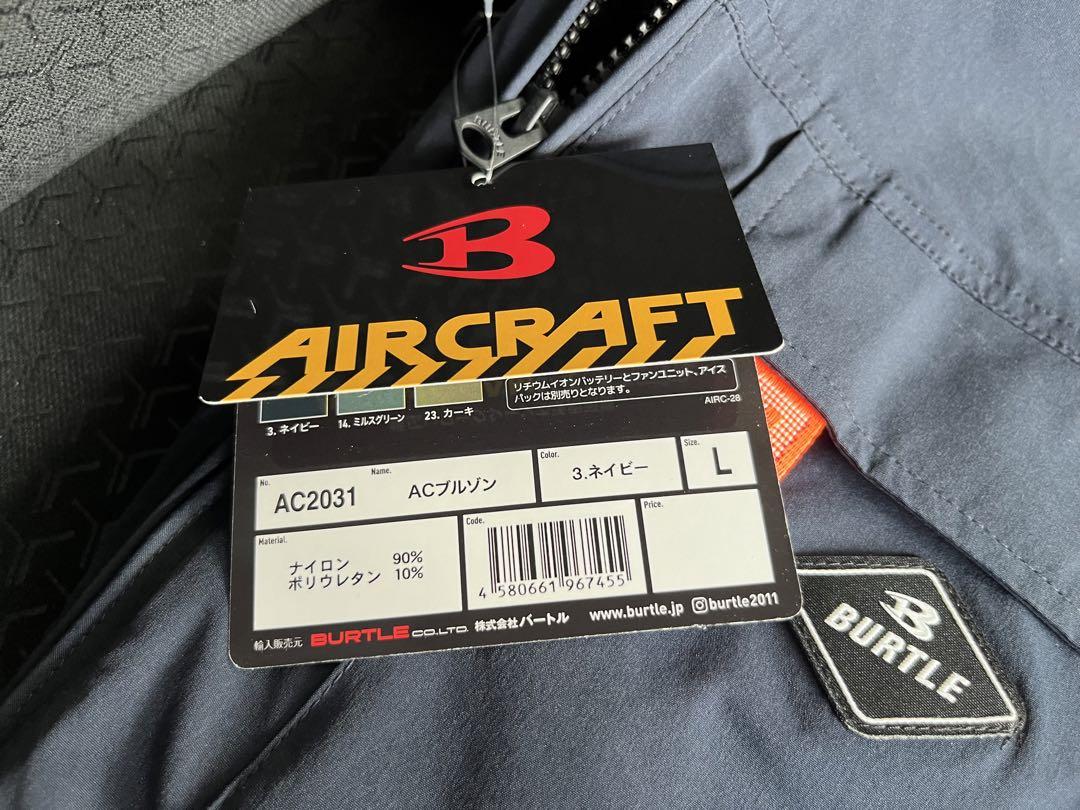 BURTLE
B
AIRCRAFT
リチウムイオンバッテリーとファンユニット、アイス
パックは別売りとなります。
AIRC-28
3. ネイビー
14. ミルスグリーン
23. カーキ
No.
AC2031
Name.
ACブルゾン
Color.
3.ネイビー
Size.
L
Material.
ナイロン 90%
ポリウレタン 10%
Code.
4 580661 967455
Price.
輸入販売元 BURTLE CO.LTD. 株式会社バートル www.burtle.jp burtle2011
B
BURTLE